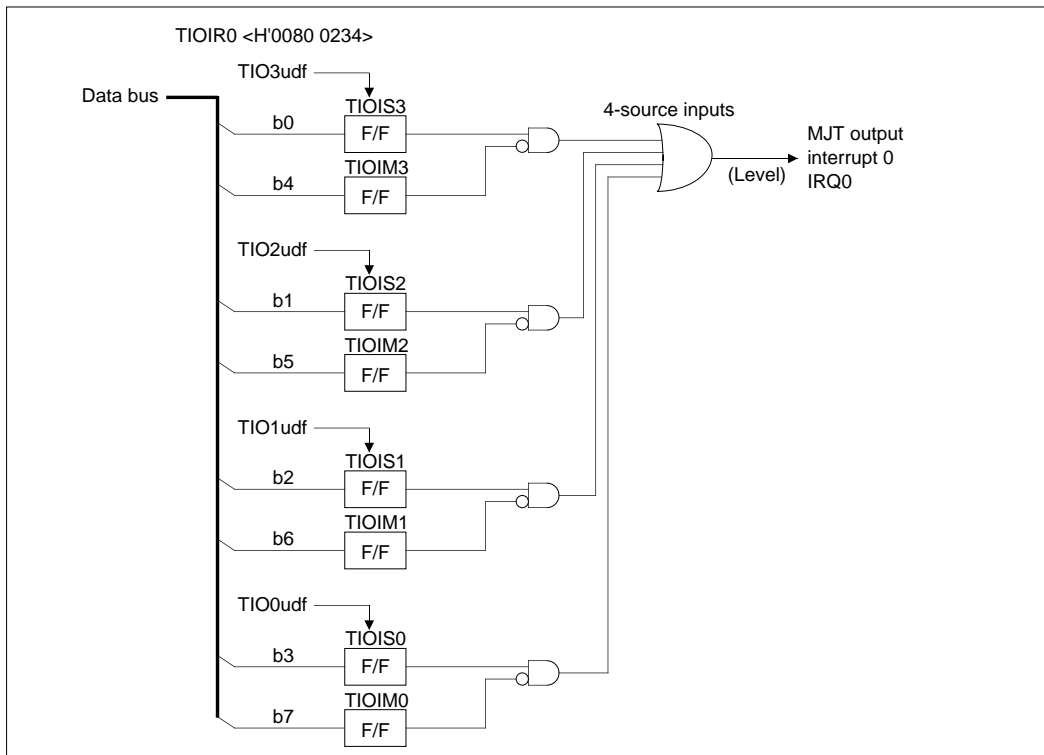 TIOIR0 <H'0080 0234>
TIO3udf
Data bus
TIOIS3
4-source inputs
b0
F/F
MJT output
interrupt 0
IRQ0
(Level)
TIOIM3
b4
F/F
TIO2udf
TIOIS2
b1
F/F
TIOIM2
b5
F/F
TIO1udf
TIOIS1
b2
F/F
TIOIM1
b6
F/F
TIO0udf
TIOIS0
b3
F/F
TIOIM0
b7
F/F